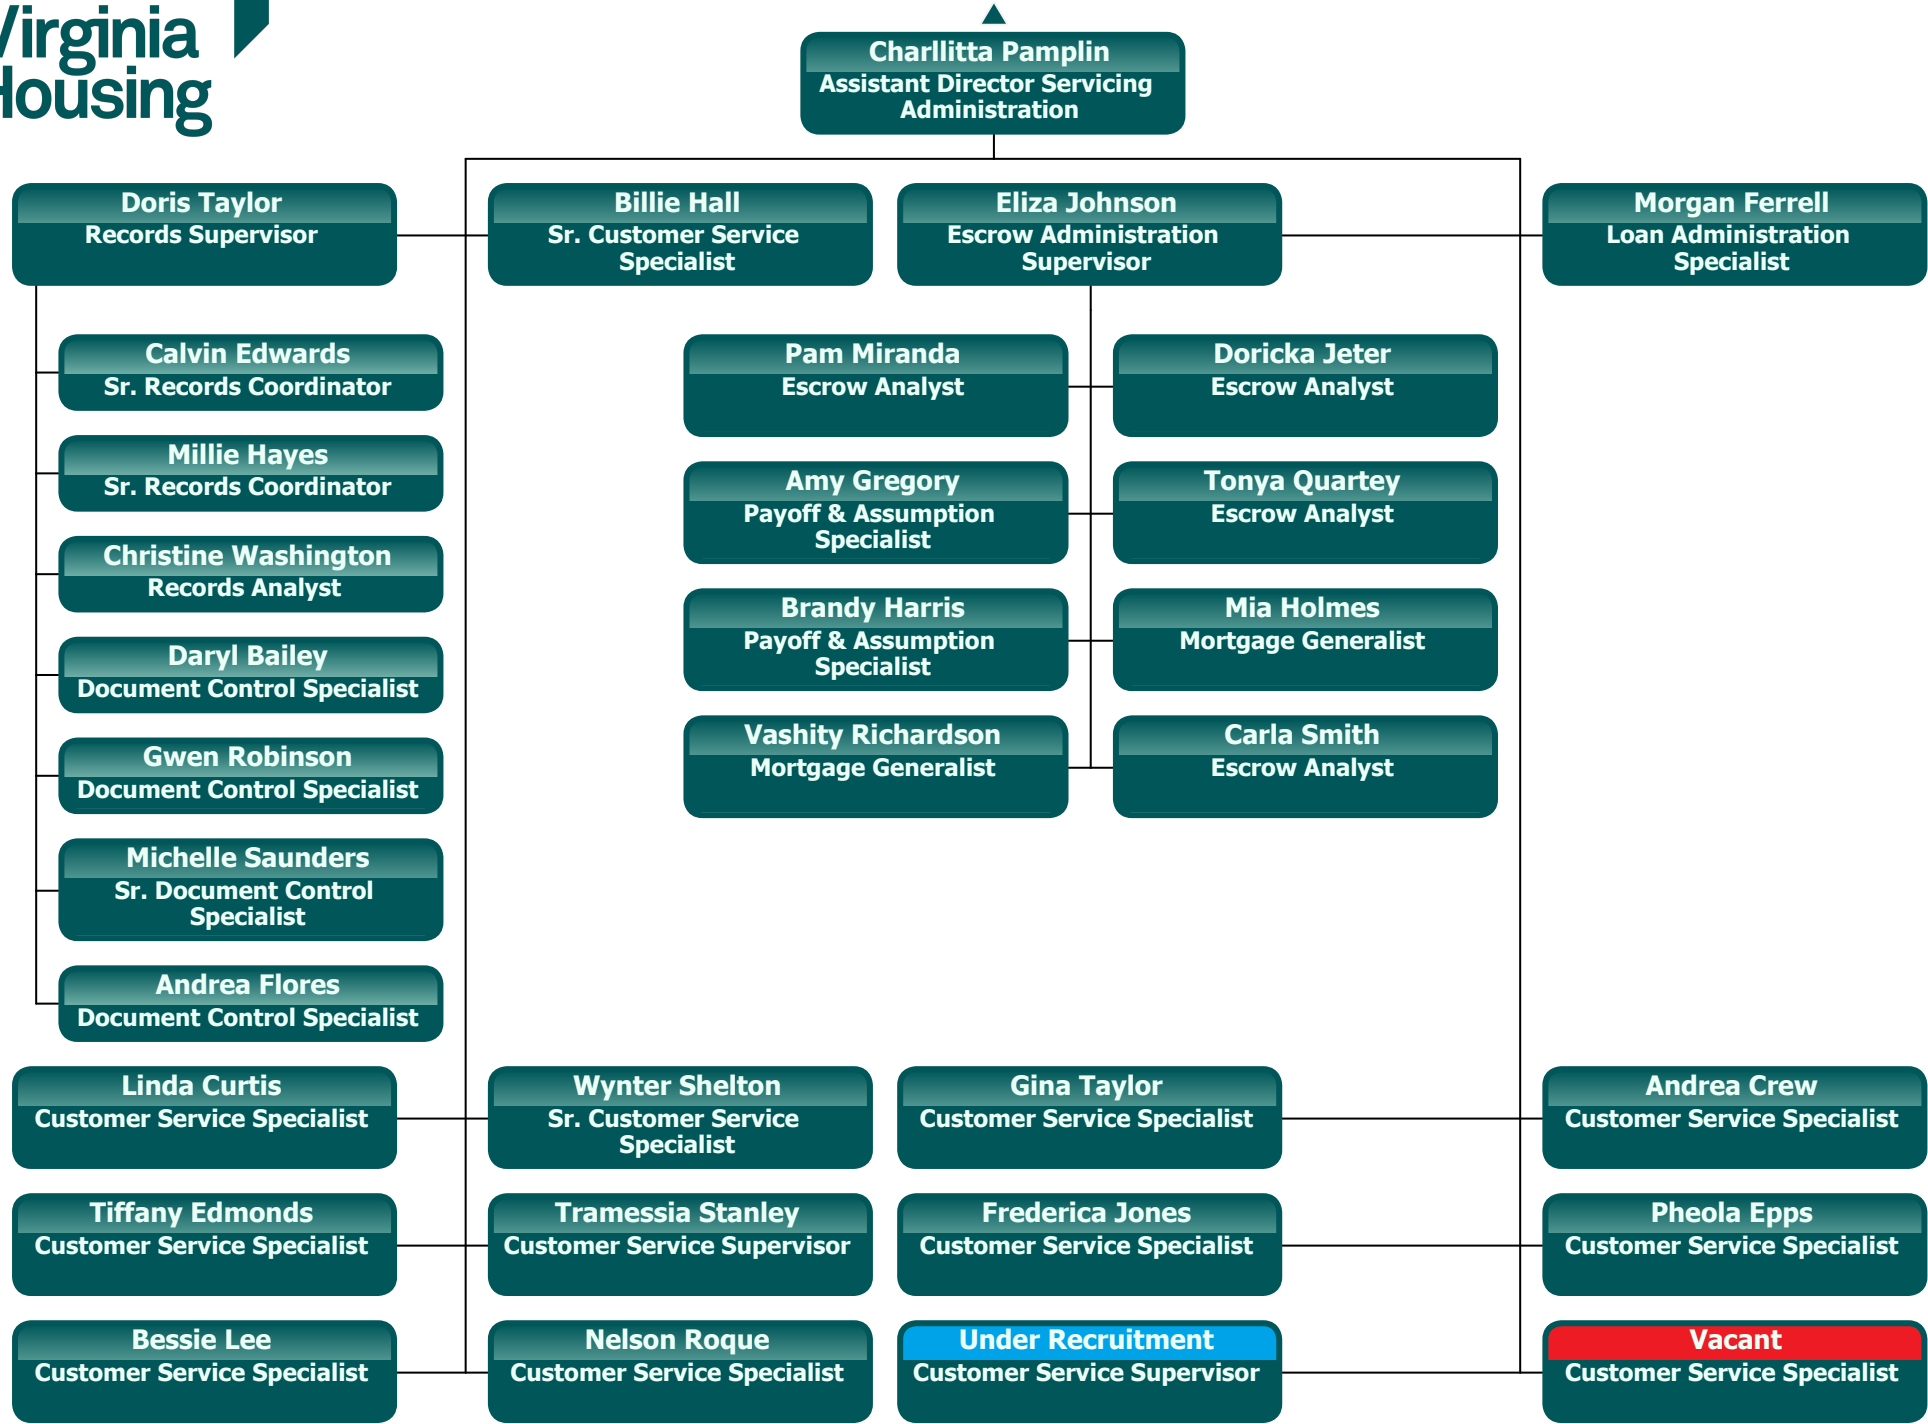 Virginia
Housing
Charllitta Pamplin
Assistant Director Servicing
Administration
Doris Taylor
Records Supervisor
Billie Hall
Sr. Customer Service
Specialist
Eliza Johnson
Escrow Administration
Supervisor
Morgan Ferrell
Loan Administration
Specialist
Calvin Edwards
Sr. Records Coordinator
Millie Hayes
Sr. Records Coordinator
Christine Washington
Records Analyst
Daryl Bailey
Document Control Specialist
Gwen Robinson
Document Control Specialist
Michelle Saunders
Sr. Document Control
Specialist
Andrea Flores
Document Control Specialist
Pam Miranda
Escrow Analyst
Doricka Jeter
Escrow Analyst
Amy Gregory
Payoff & Assumption
Specialist
Tonya Quartey
Escrow Analyst
Brandy Harris
Payoff & Assumption
Specialist
Mia Holmes
Mortgage Generalist
Vashity Richardson
Mortgage Generalist
Carla Smith
Escrow Analyst
Linda Curtis
Customer Service Specialist
Wynter Shelton
Sr. Customer Service
Specialist
Gina Taylor
Customer Service Specialist
Andrea Crew
Customer Service Specialist
Tiffany Edmonds
Customer Service Specialist
Tramessia Stanley
Customer Service Supervisor
Frederica Jones
Customer Service Specialist
Pheola Epps
Customer Service Specialist
Bessie Lee
Customer Service Specialist
Nelson Roque
Customer Service Specialist
Under Recruitment
Customer Service Supervisor
Vacant
Customer Service Specialist